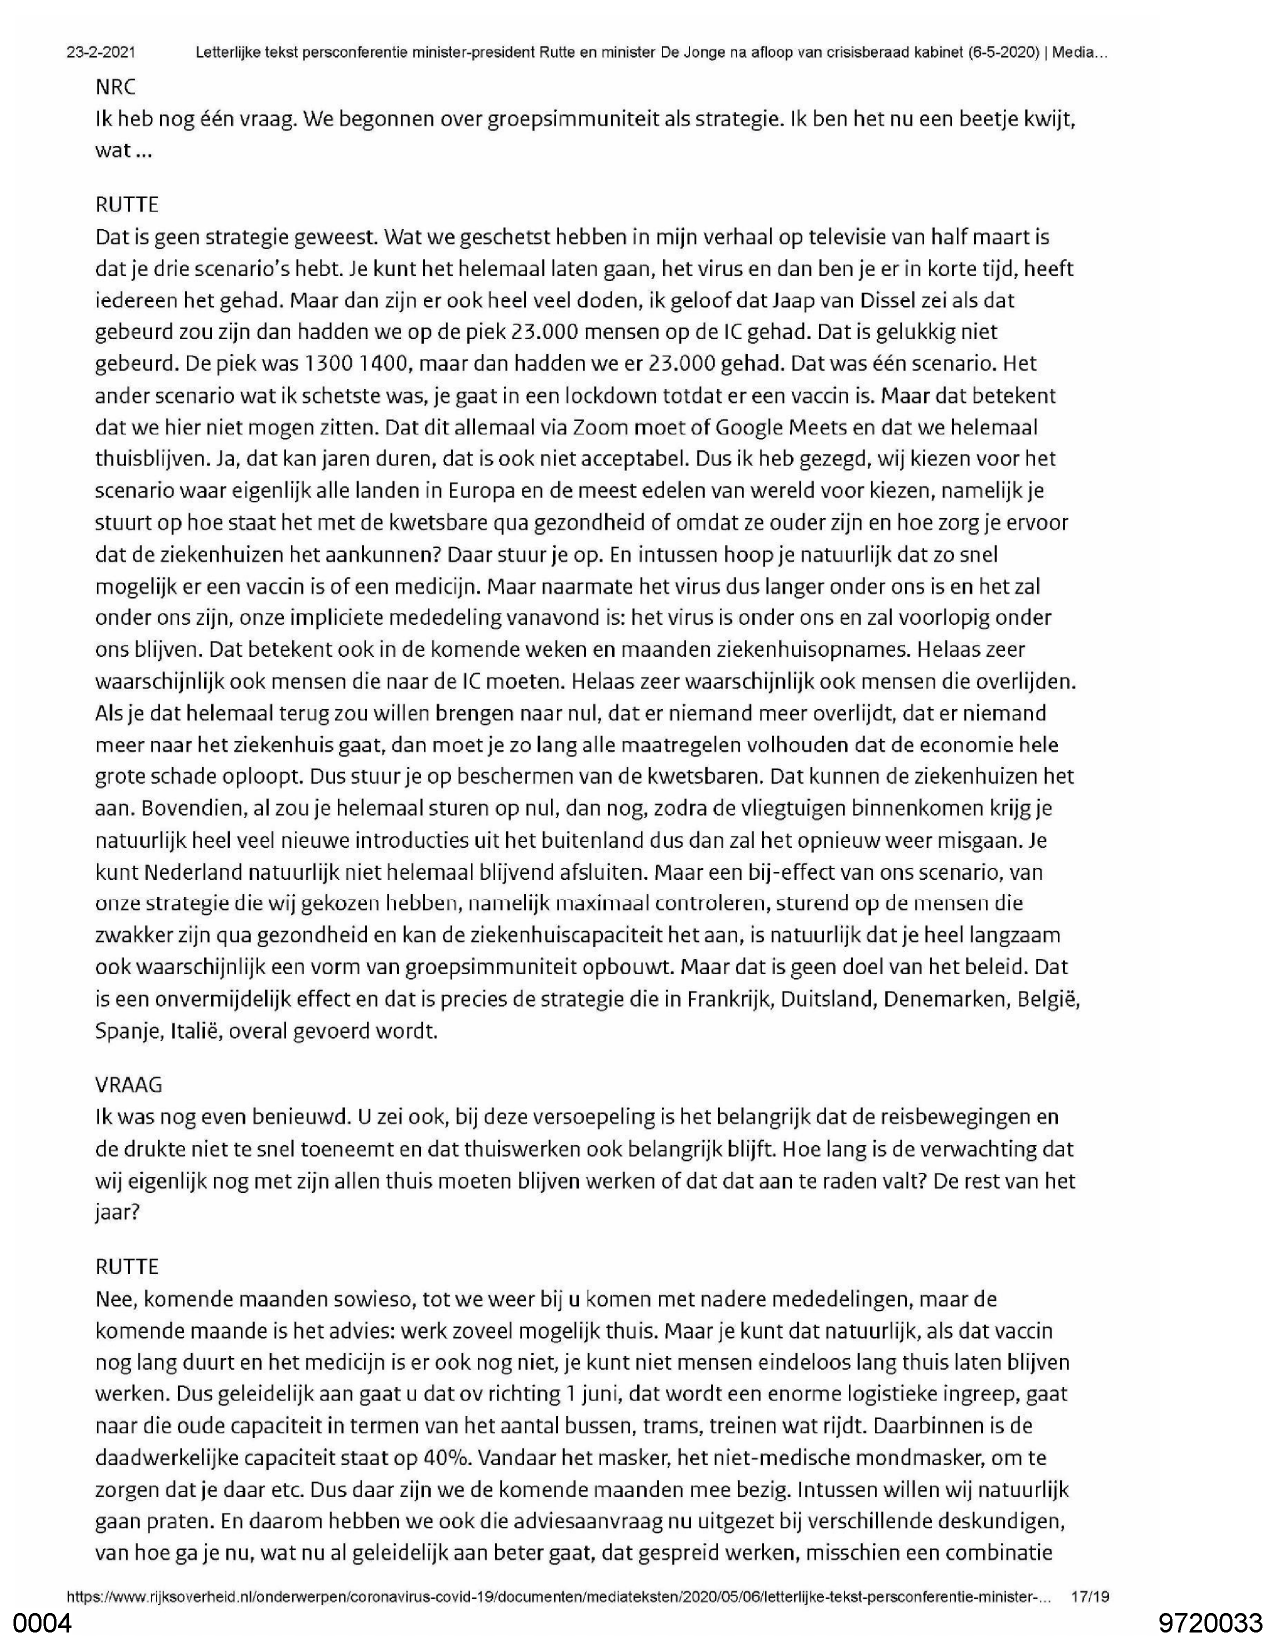 23-2-2021 Letterlijke tekst persconferentie minister-president Rutte en minister De Jonge na afloop van crisisberaad kabinet (6-5-2020) | Media...
NRC
Ik heb nog één vraag. We begonnen over groepsimmuniteit als strategie. Ik ben het nu een beetje kwijt,
wat ...
RUTTE
Dat is geen strategie geweest. Wat we geschetst hebben in mijn verhaal op televisie van half maart is
dat je drie scenario's hebt. Je kunt het helemaal laten gaan, het virus en dan ben je er in korte tijd, heeft
iedereen het gehad. Maar dan zijn er ook heel veel doden, ik geloof dat Jaap van Dissel zei als dat
gebeurd zou zijn dan hadden we op de piek 23.000 mensen op de IC gehad. Dat is gelukkig niet
gebeurd. De piek was 1300 1400, maar dan hadden we er 23.000 gehad. Dat was één scenario. Het
ander scenario wat ik schetste was, je gaat in een lockdown totdat er een vaccin is. Maar dat betekent
dat we hier niet mogen zitten. Dat dit allemaal via Zoom moet of Google Meets en dat we helemaal
thuisblijven. Ja, dat kan jaren duren, dat is ook niet acceptabel. Dus ik heb gezegd, wij kiezen voor het
scenario waar eigenlijk alle landen in Europa en de meest edelen van wereld voor kiezen, namelijk je
stuurt op hoe staat het met de kwetsbare qua gezondheid of omdat ze ouder zijn en hoe zorg je ervoor
dat de ziekenhuizen het aankunnen? Daar stuur je op. En intussen hoop je natuurlijk dat zo snel
mogelijk er een vaccin is of een medicijn. Maar naarmate het virus dus langer onder ons is en het zal
onder ons zijn, onze impliciete mededeling vanavond is: het virus is onder ons en zal voorlopig onder
ons blijven. Dat betekent ook in de komende weken en maanden ziekenhuisopnames. Helaas zeer
waarschijnlijk ook mensen die naar de IC moeten. Helaas zeer waarschijnlijk ook mensen die overlijden.
Als je dat helemaal terug zou willen brengen naar nul, dat er niemand meer overlijdt, dat er niemand
meer naar het ziekenhuis gaat, dan moet je zo lang alle maatregelen volhouden dat de economie hele
grote schade oploopt. Dus stuur je op beschermen van de kwetsbaren. Dat kunnen de ziekenhuizen het
aan. Bovendien, al zou je helemaal sturen op nul, dan nog, zodra de vliegtuigen binnenkomen krijg je
natuurlijk heel veel nieuwe introducties uit het buitenland dus dan zal het opnieuw weer misgaan. Je
kunt Nederland natuurlijk niet helemaal blijvend afsluiten. Maar een bij-effect van ons scenario, van
onze strategie die wij gekozen hebben, namelijk maximaal controleren, sturend op de mensen die
zwakker zijn qua gezondheid en kan de ziekenhuiscapaciteit het aan, is natuurlijk dat je heel langzaam
ook waarschijnlijk een vorm van groepsimmuniteit opbouwt. Maar dat is geen doel van het beleid. Dat
is een onvermijdelijk effect en dat is precies de strategie die in Frankrijk, Duitsland, Denemarken, België,
Spanje, Italië, overal gevoerd wordt.
VRAAG
Ik was nog even benieuwd. U zei ook, bij deze versoepeling is het belangrijk dat de reisbewegingen en
de drukte niet te snel toeneemt en dat thuiswerken ook belangrijk blijft. Hoe lang is de verwachting dat
wij eigenlijk nog met zijn allen thuis moeten blijven werken of dat dat aan te raden valt? De rest van het
jaar?
RUTTE
Nee, komende maanden sowieso, tot we weer bij u komen met nadere mededelingen, maar de
komende maande is het advies: werk zoveel mogelijk thuis. Maar je kunt dat natuurlijk, als dat vaccin
nog lang duurt en het medicijn is er ook nog niet, je kunt niet mensen eindeloos lang thuis laten blijven
werken. Dus geleidelijk aan gaat u dat ov richting 1 juni, dat wordt een enorme logistieke ingreep, gaat
naar die oude capaciteit in termen van het aantal bussen, trams, treinen wat rijdt. Daarbinnen is de
daadwerkelijke capaciteit staat op 40%. Vandaar het masker, het niet-medische mondmasker, om te
zorgen dat je daar etc. Dus daar zijn we de komende maanden mee bezig. Intussen willen wij natuurlijk
gaan praten. En daarom hebben we ook die adviesaanvraag nu uitgezet bij verschillende deskundigen,
van hoe ga je nu, wat nu al geleidelijk aan beter gaat, dat gespreid werken, misschien een combinatie
https://www.rijksoverheid.nl/onderwerpen/coronavirus-covid-19/documenten/mediateksten/2020/05/06/letterlijke-tekst-persconferentie-minister-... 17/19
0004 9720033